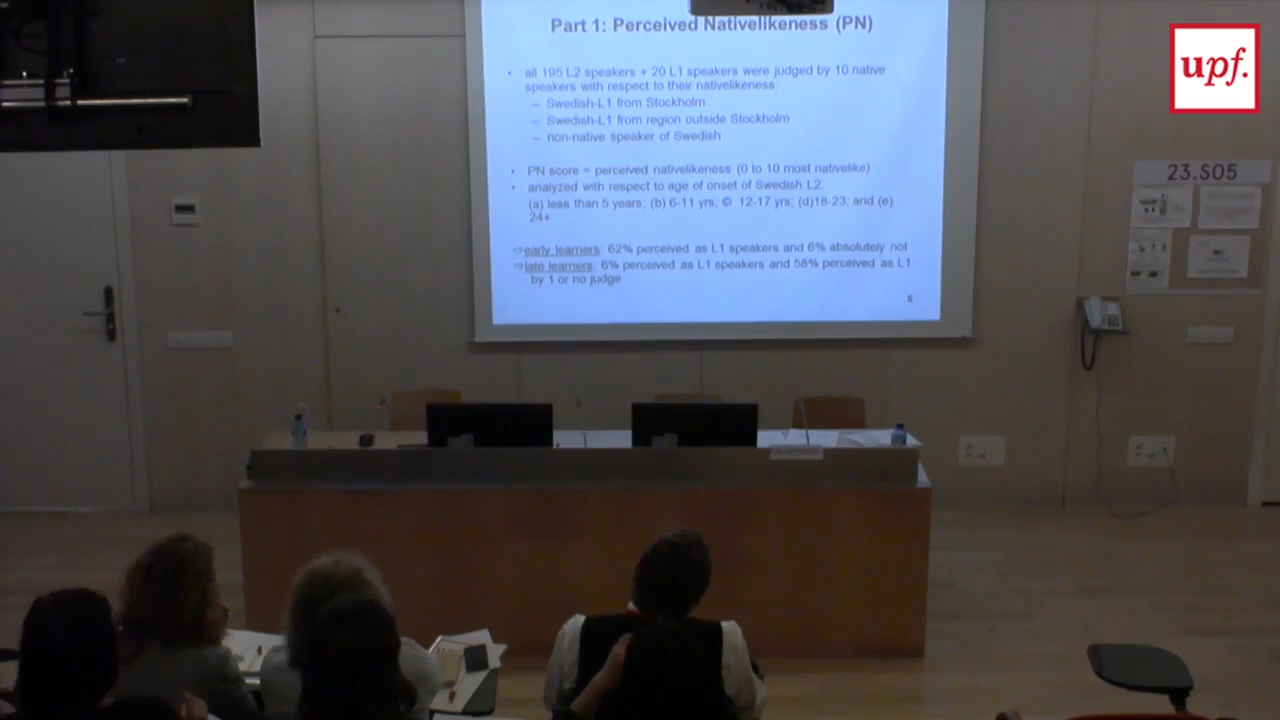 Part 1: Perceived Nativelikeness (PN)
upf.
• all 195 L2 speakers + 20 L1 speakers were judged by 10 native
speakers with respect to their nativelikeness:
– Swedish-L1 from Stockholm
– Swedish-L1 from region outside Stockholm
– non-native speaker of Swedish
• PN score = perceived nativelikeness (0 to 10 most nativelike)
• analyzed with respect to age of onset of Swedish L2:
(a) less than 5 years; (b) 6-11 yrs; © 12-17 yrs; (d)18-23, and (e)
24+
⇨early learners: 62% perceived as L1 speakers and 6% absolutely not
⇨late learners: 6% perceived as L1 speakers and 58% perceived as L1
by 1 or no judge
8
23.S05